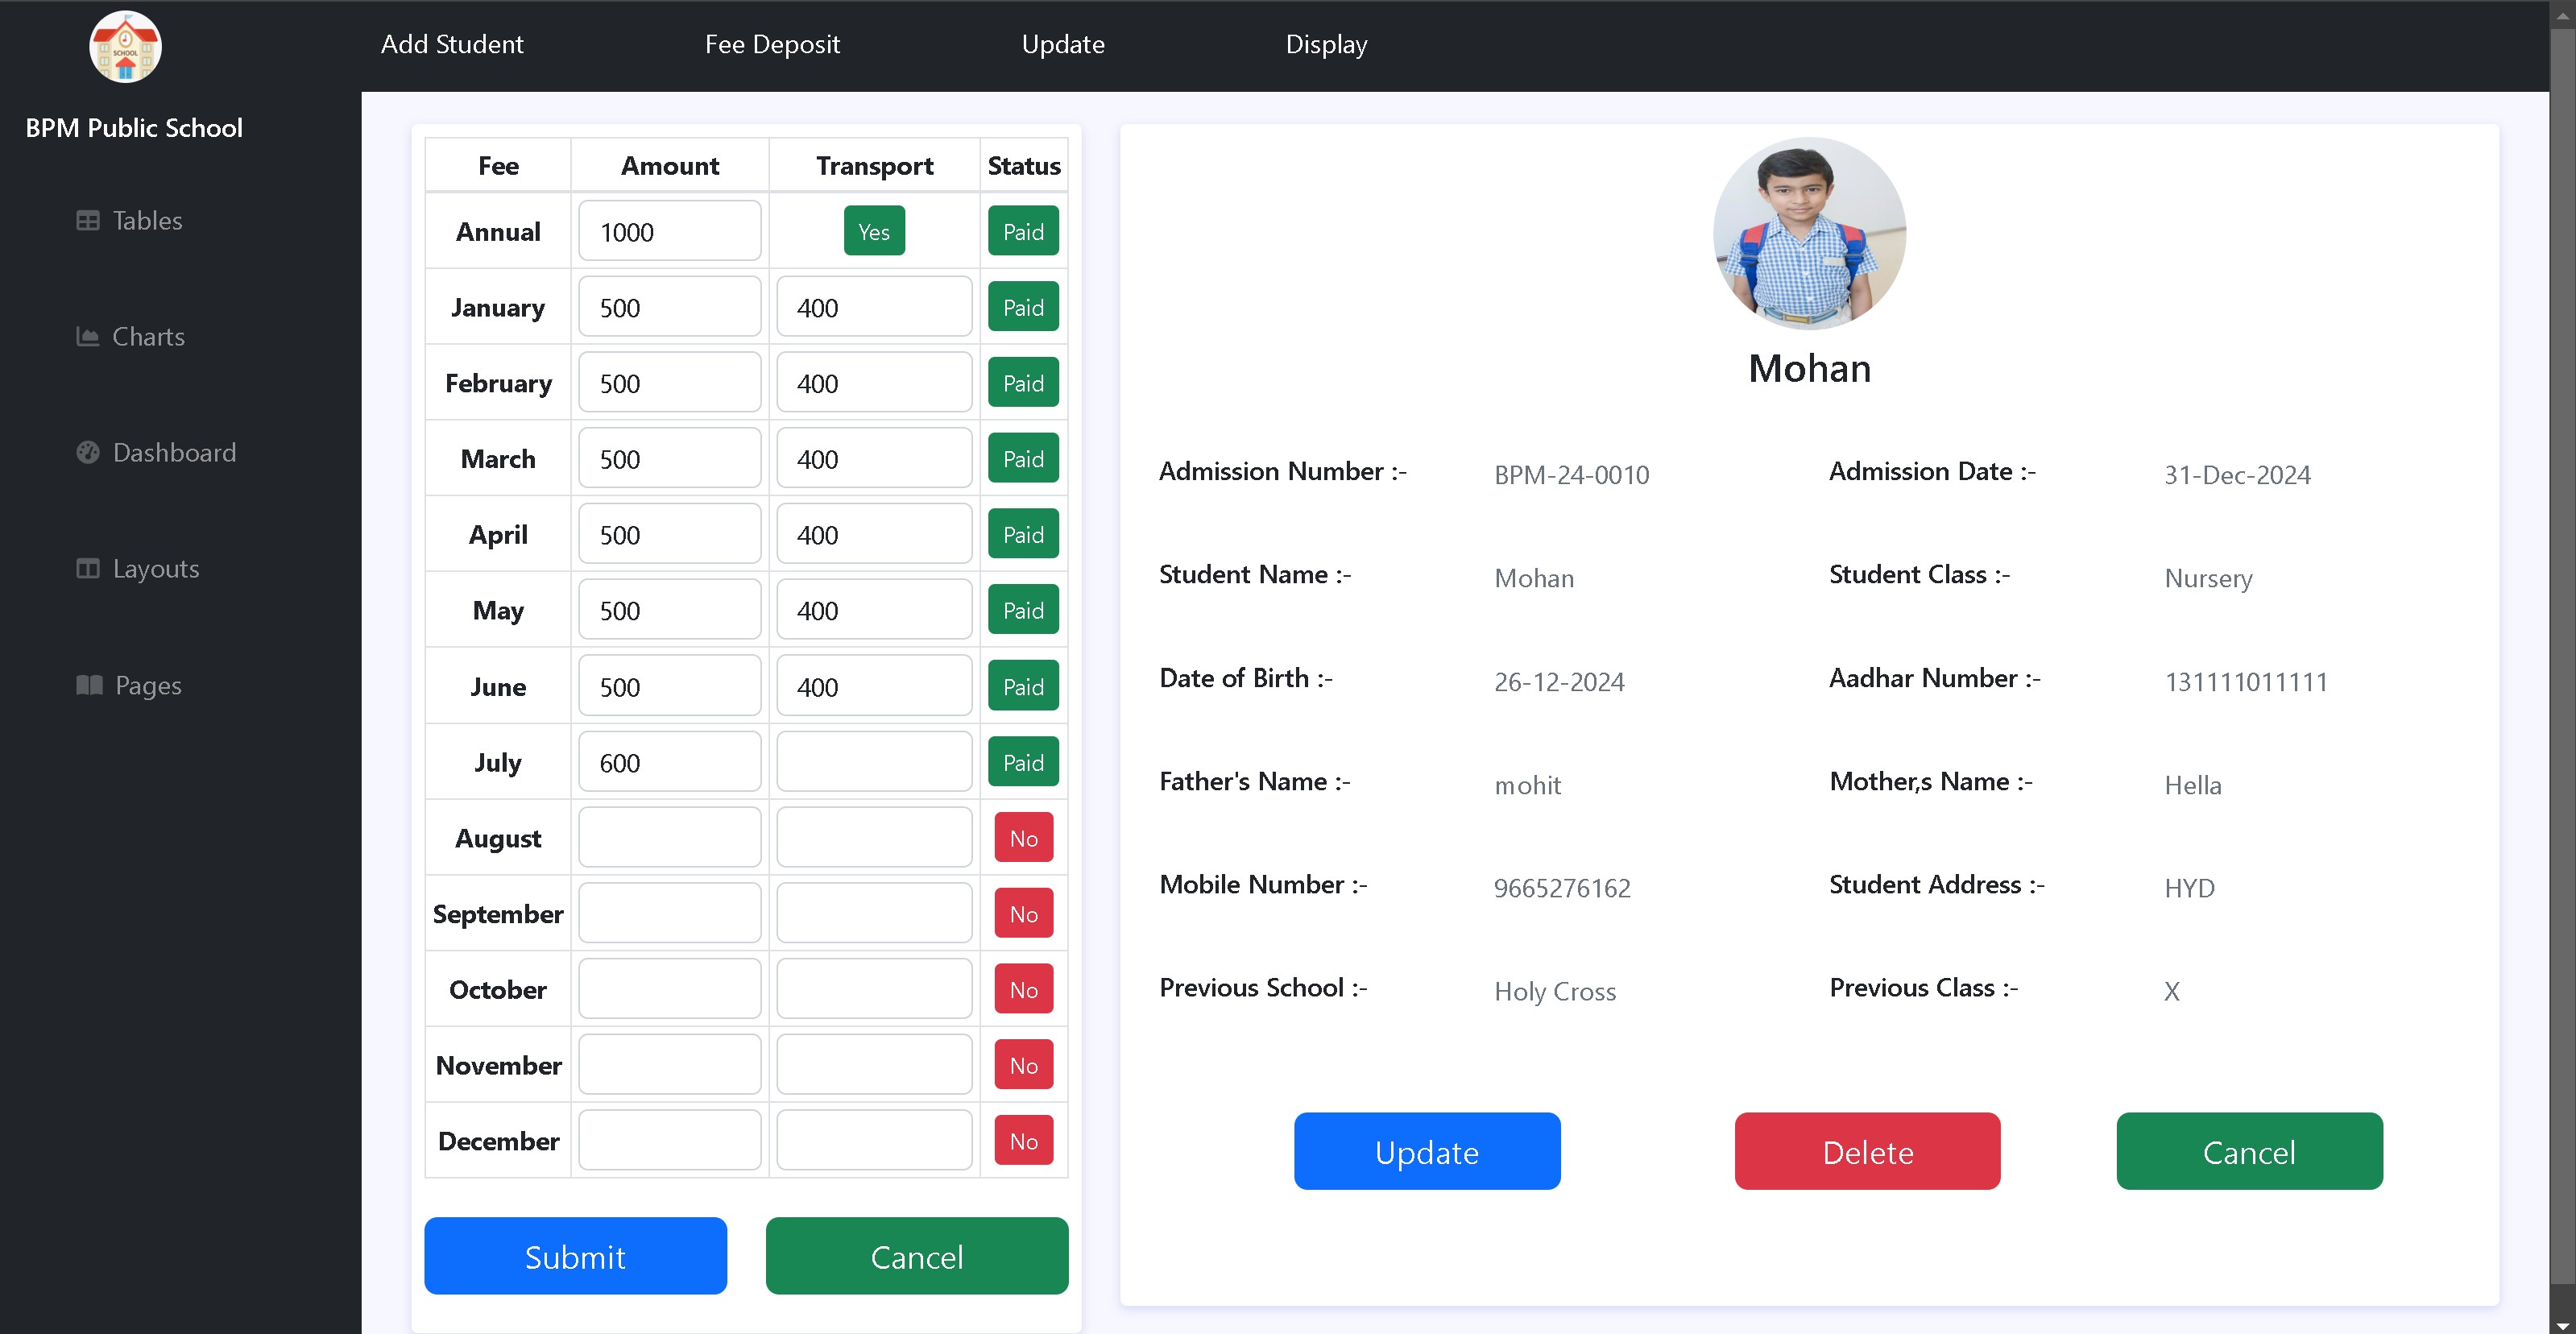 SCHOOL
Add Student Fee Deposit Update Display
BPM Public School
Tables
Charts
Dashboard
Layouts
Pages
Fee Amount Transport Status
Annual 1000 Yes Paid
January 500 400 Paid
February 500 400 Paid
March 500 400 Paid
April 500 400 Paid
May 500 400 Paid
June 500 400 Paid
July 600 Paid
August No
September No
October No
November No
December No
Submit Cancel
Mohan
Admission Number :- BPM-24-0010 Admission Date :- 31-Dec-2024
Student Name :- Mohan Student Class :- Nursery
Date of Birth :- 26-12-2024 Aadhar Number :- 131111011111
Father's Name :- mohit Mother,s Name :- Hella
Mobile Number :- 9665276162 Student Address :- HYD
Previous School :- Holy Cross Previous Class :- X
Update Delete Cancel